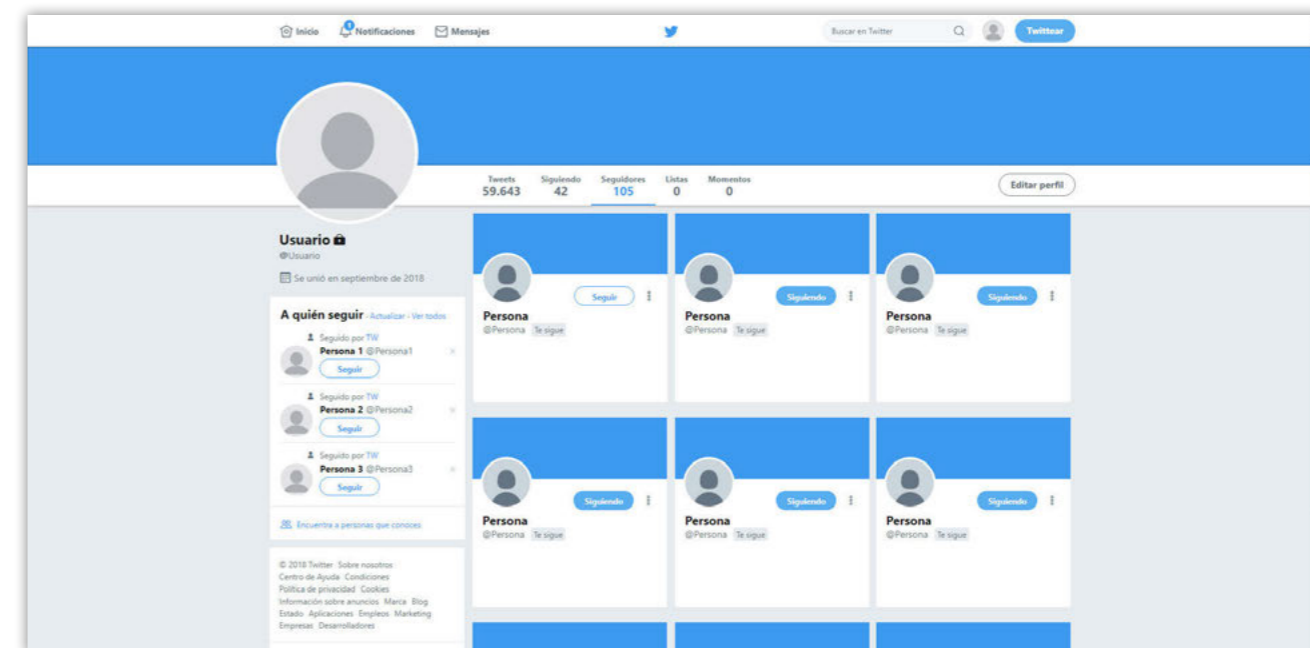 Inicio 1 Notificaciones Mensajes Buscar en Twitter Twittear
Tweets Siguiendo Seguidores Listas Momentos
59.643 42 105 0 0
Editar perfil
Usuario
@Usuario
Se unió en septiembre de 2018
A quién seguir · Actualizar · Ver todos
Seguido por TW
Persona 1 @Persona1 ×
Seguir
Seguido por TW
Persona 2 @Persona2 ×
Seguir
Seguido por TW
Persona 3 @Persona3 ×
Seguir
Encuentra a personas que conoces
© 2018 Twitter Sobre nosotros
Centro de Ayuda Condiciones
Política de privacidad Cookies
Información sobre anuncios Marca Blog
Estado Aplicaciones Empleos Marketing
Empresas Desarrolladores
Seguir
Persona
@Persona Te sigue
Siguiendo
Persona
@Persona Te sigue
Siguiendo
Persona
@Persona Te sigue
Siguiendo
Persona
@Persona Te sigue
Siguiendo
Persona
@Persona Te sigue
Siguiendo
Persona
@Persona Te sigue